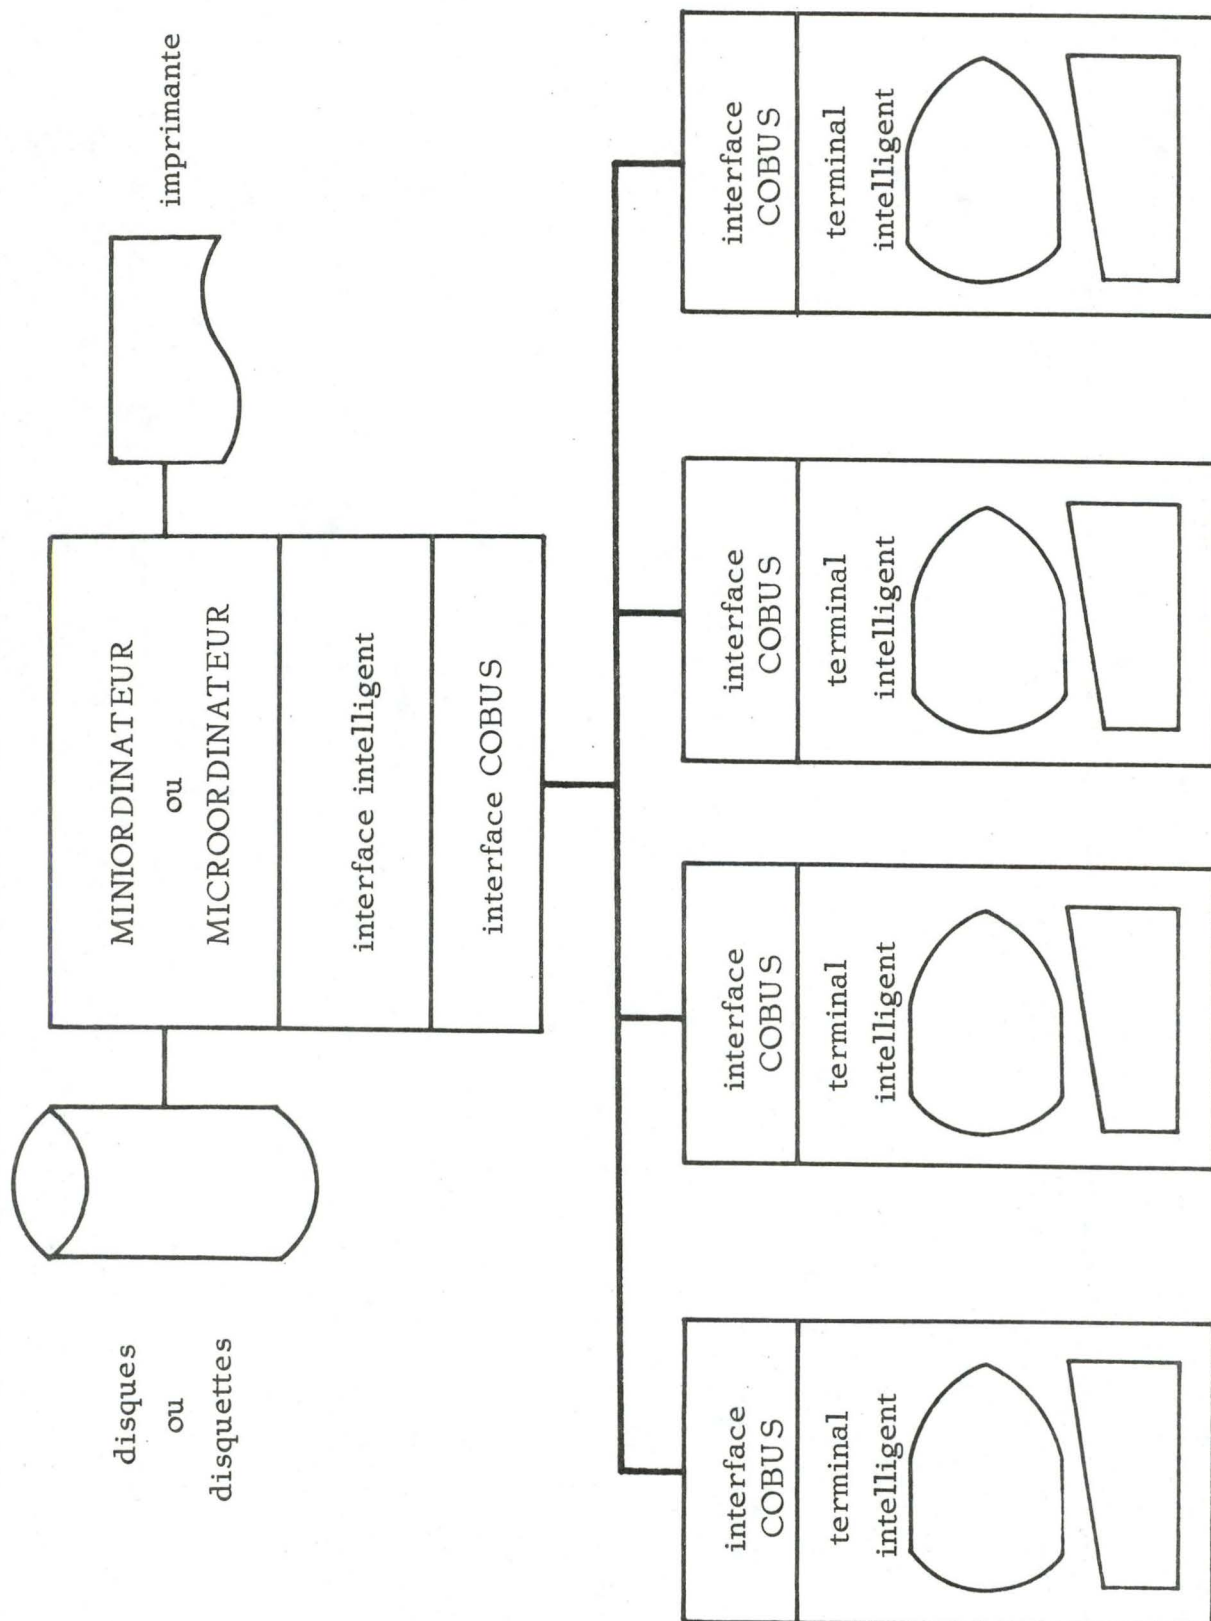 disques
ou
disquettes
MINIORDINATEUR
ou
MICROORDINATEUR
interface intelligent
interface COBUS
imprimante
interface
COBUS
terminal
intelligent
interface
COBUS
terminal
intelligent
interface
COBUS
terminal
intelligent
interface
COBUS
terminal
intelligent